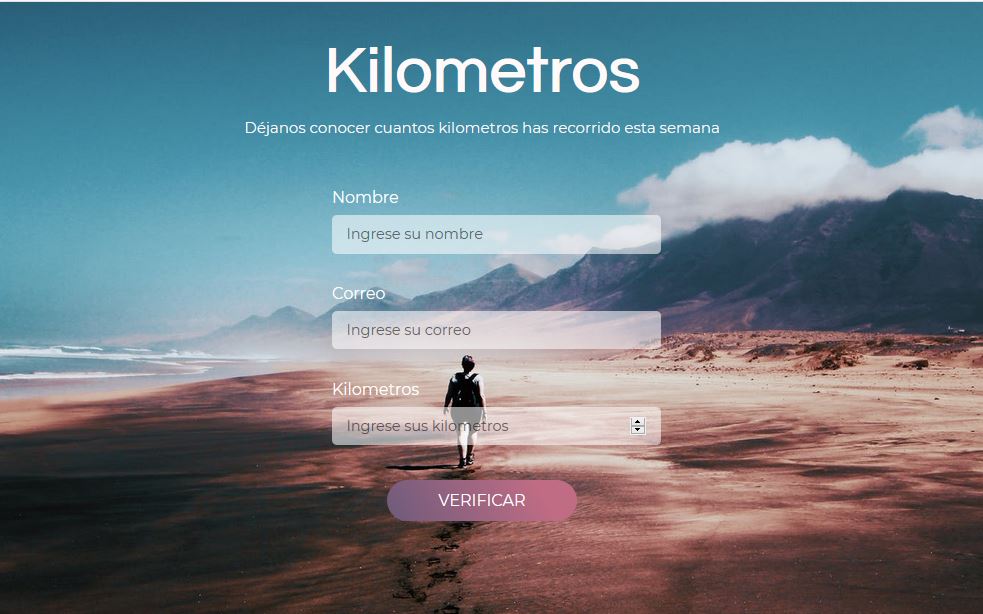 Kilometros
Déjanos conocer cuantos kilometros has recorrido esta semana
Nombre
Ingrese su nombre
Correo
Ingrese su correo
Kilometros
Ingrese sus kilometros
VERIFICAR